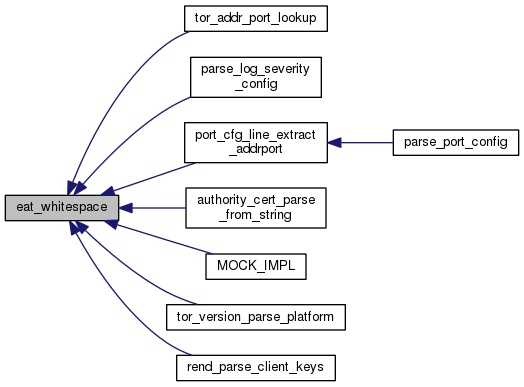 tor_addr_port_lookup
parse_log_severity
_config
port_cfg_line_extract
_addrport
parse_port_config
eat_whitespace
authority_cert_parse
_from_string
MOCK_IMPL
tor_version_parse_platform
rend_parse_client_keys